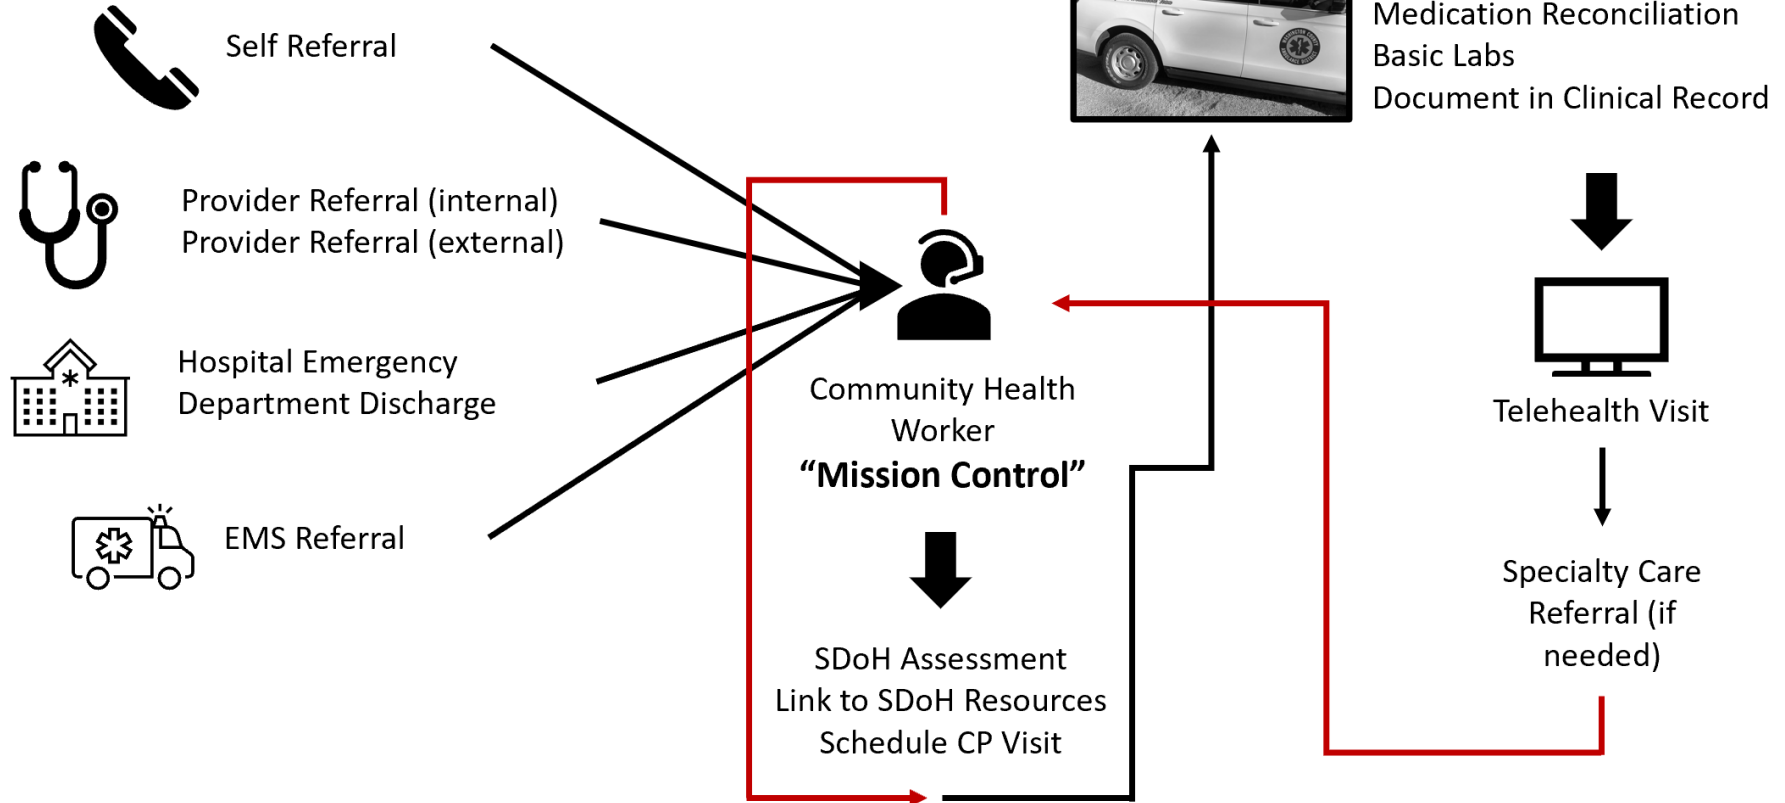 Self Referral
Provider Referral (internal)
Provider Referral (external)
Hospital Emergency
Department Discharge
EMS Referral
Community Health
Worker
“Mission Control”
SDoH Assessment
Link to SDoH Resources
Schedule CP Visit
Medication Reconciliation
Basic Labs
Document in Clinical Record
Telehealth Visit
Specialty Care
Referral (if
needed)